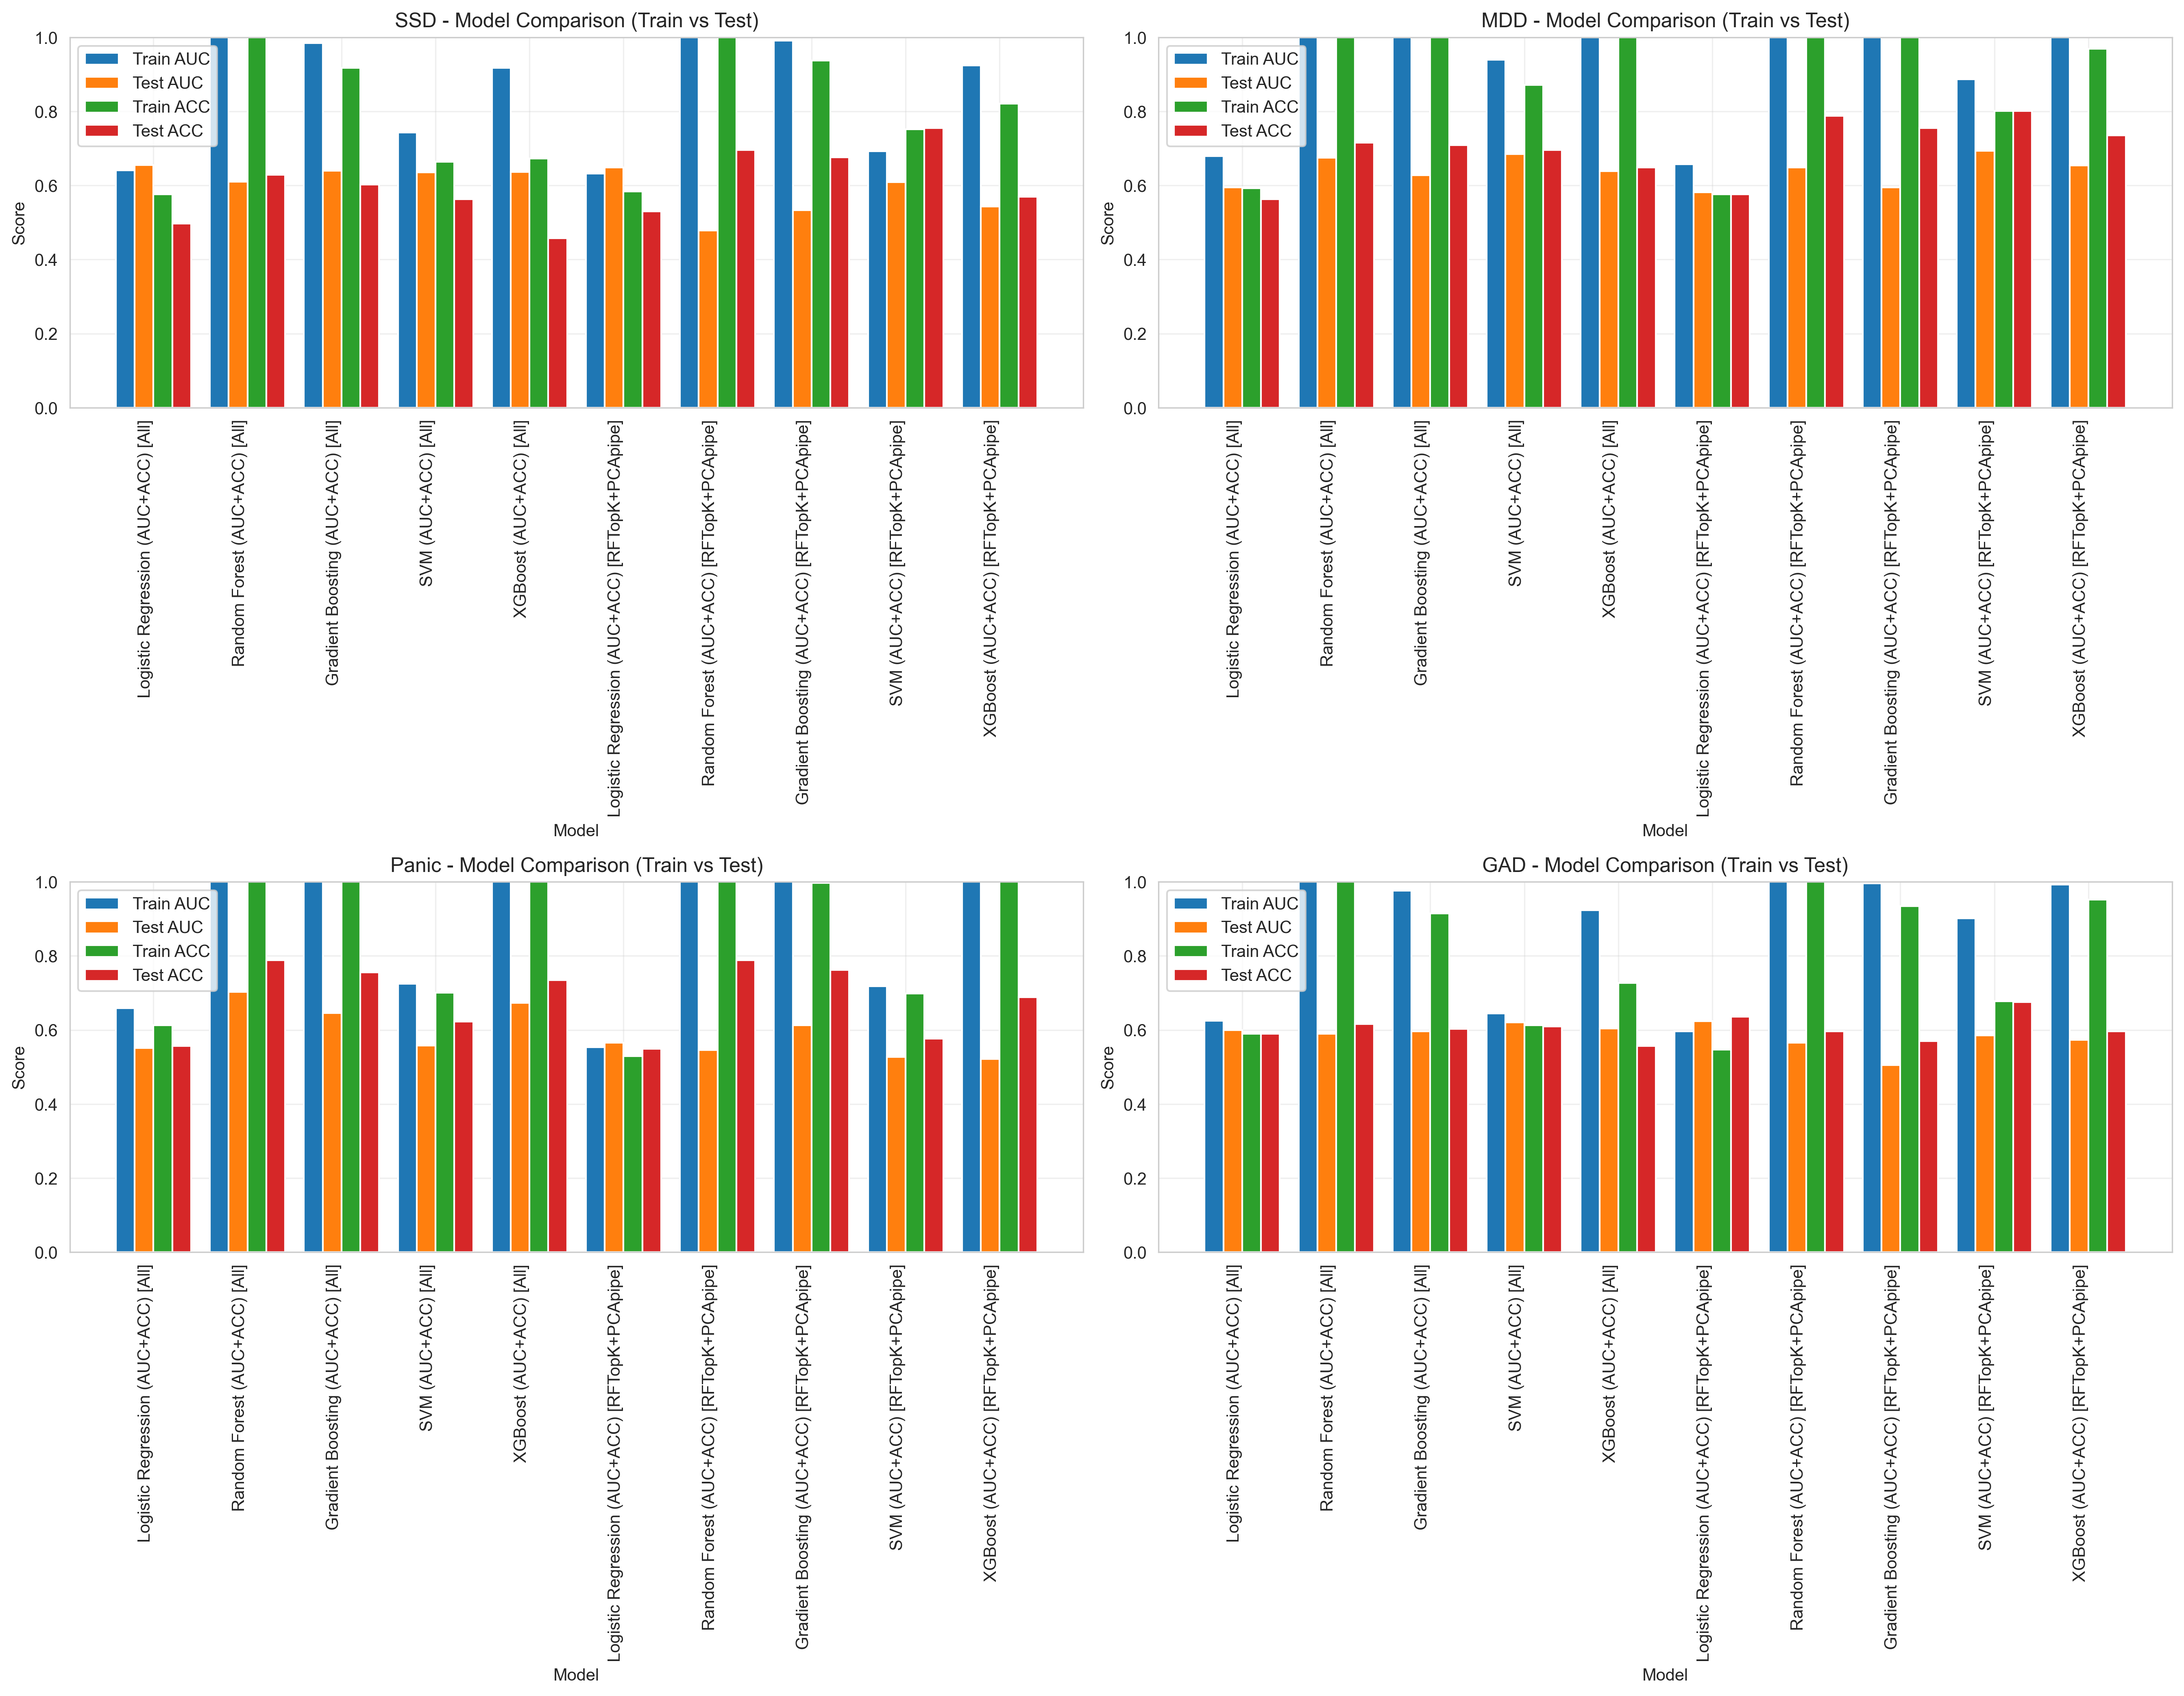 SSD - Model Comparison (Train vs Test)
1.0
0.8
0.6
0.4
0.2
0.0
Score
Train AUC
Test AUC
Train ACC
Test ACC
Logistic Regression (AUC+ACC) [All]
Random Forest (AUC+ACC) [All]
Gradient Boosting (AUC+ACC) [All]
SVM (AUC+ACC) [All]
XGBoost (AUC+ACC) [All]
Logistic Regression (AUC+ACC) [RFTopK+PCApipe]
Random Forest (AUC+ACC) [RFTopK+PCApipe]
Gradient Boosting (AUC+ACC) [RFTopK+PCApipe]
SVM (AUC+ACC) [RFTopK+PCApipe]
XGBoost (AUC+ACC) [RFTopK+PCApipe]
Model
MDD - Model Comparison (Train vs Test)
1.0
0.8
0.6
0.4
0.2
0.0
Score
Train AUC
Test AUC
Train ACC
Test ACC
Logistic Regression (AUC+ACC) [All]
Random Forest (AUC+ACC) [All]
Gradient Boosting (AUC+ACC) [All]
SVM (AUC+ACC) [All]
XGBoost (AUC+ACC) [All]
Logistic Regression (AUC+ACC) [RFTopK+PCApipe]
Random Forest (AUC+ACC) [RFTopK+PCApipe]
Gradient Boosting (AUC+ACC) [RFTopK+PCApipe]
SVM (AUC+ACC) [RFTopK+PCApipe]
XGBoost (AUC+ACC) [RFTopK+PCApipe]
Model
Panic - Model Comparison (Train vs Test)
1.0
0.8
0.6
0.4
0.2
0.0
Score
Train AUC
Test AUC
Train ACC
Test ACC
Logistic Regression (AUC+ACC) [All]
Random Forest (AUC+ACC) [All]
Gradient Boosting (AUC+ACC) [All]
SVM (AUC+ACC) [All]
XGBoost (AUC+ACC) [All]
Logistic Regression (AUC+ACC) [RFTopK+PCApipe]
Random Forest (AUC+ACC) [RFTopK+PCApipe]
Gradient Boosting (AUC+ACC) [RFTopK+PCApipe]
SVM (AUC+ACC) [RFTopK+PCApipe]
XGBoost (AUC+ACC) [RFTopK+PCApipe]
Model
GAD - Model Comparison (Train vs Test)
1.0
0.8
0.6
0.4
0.2
0.0
Score
Train AUC
Test AUC
Train ACC
Test ACC
Logistic Regression (AUC+ACC) [All]
Random Forest (AUC+ACC) [All]
Gradient Boosting (AUC+ACC) [All]
SVM (AUC+ACC) [All]
XGBoost (AUC+ACC) [All]
Logistic Regression (AUC+ACC) [RFTopK+PCApipe]
Random Forest (AUC+ACC) [RFTopK+PCApipe]
Gradient Boosting (AUC+ACC) [RFTopK+PCApipe]
SVM (AUC+ACC) [RFTopK+PCApipe]
XGBoost (AUC+ACC) [RFTopK+PCApipe]
Model